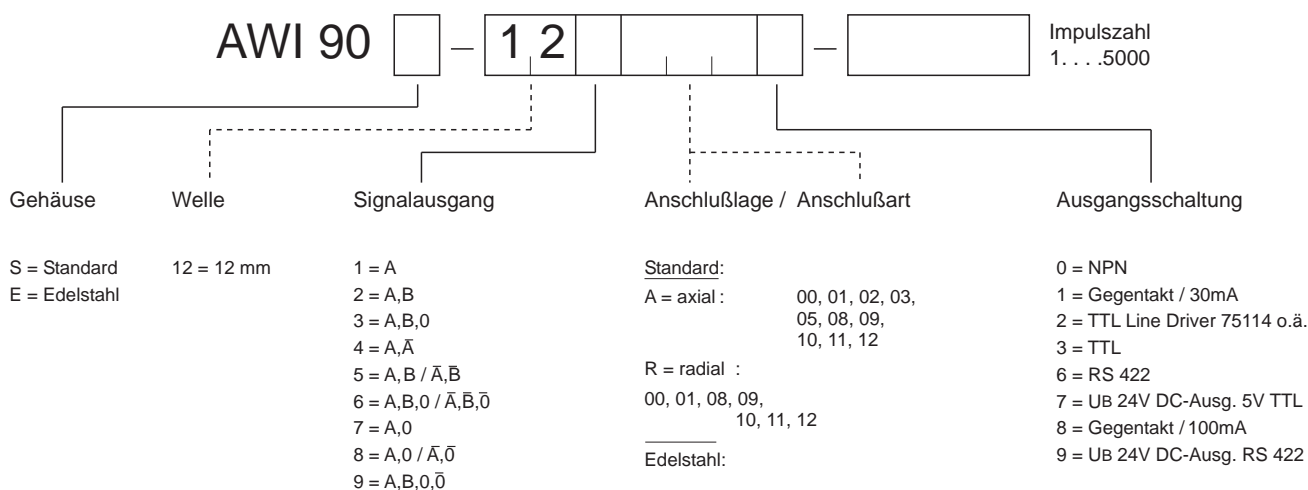 AWI 90 – 1 2 – Impulszahl
1. . . .5000
Gehäuse Welle Signalausgang Anschlußlage / Anschlußart Ausgangsschaltung
S = Standard
E = Edelstahl
12 = 12 mm
1 = A
2 = A,B
3 = A,B,0
4 = A,A̅
5 = A,B / A̅,B̅
6 = A,B,0 / A̅,B̅,0̅
7 = A,0
8 = A,0 / A̅,0̅
9 = A,B,0,0̅
Standard:
A = axial : 00, 01, 02, 03,
05, 08, 09,
10, 11, 12
R = radial :
00, 01, 08, 09,
10, 11, 12
Edelstahl:
0 = NPN
1 = Gegentakt / 30mA
2 = TTL Line Driver 75114 o.ä.
3 = TTL
6 = RS 422
7 = UB 24V DC-Ausg. 5V TTL
8 = Gegentakt / 100mA
9 = UB 24V DC-Ausg. RS 422